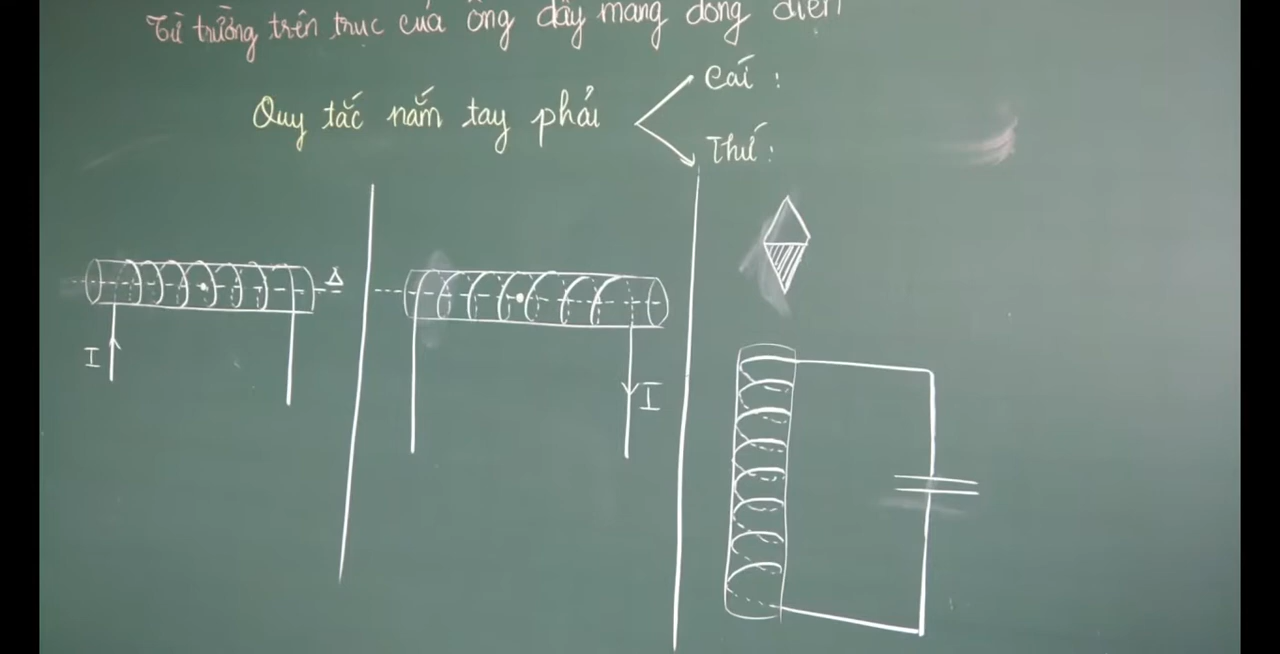 Từ trường trên trục của ống dây mang dòng điện
Quy tắc nắm tay phải
Cái :
Thứ :
Δ
I
I